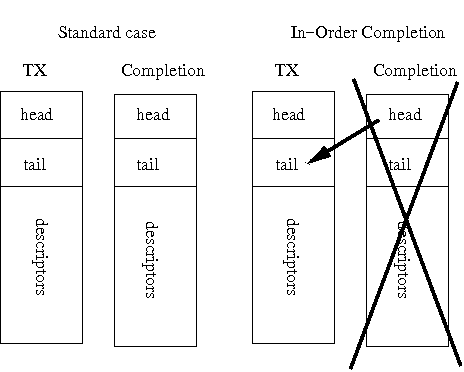 Standard case
In-Order Completion
TX
Completion
TX
Completion
head
head
head
head
tail
tail
tail
tail
descriptors
descriptors
descriptors
descriptors